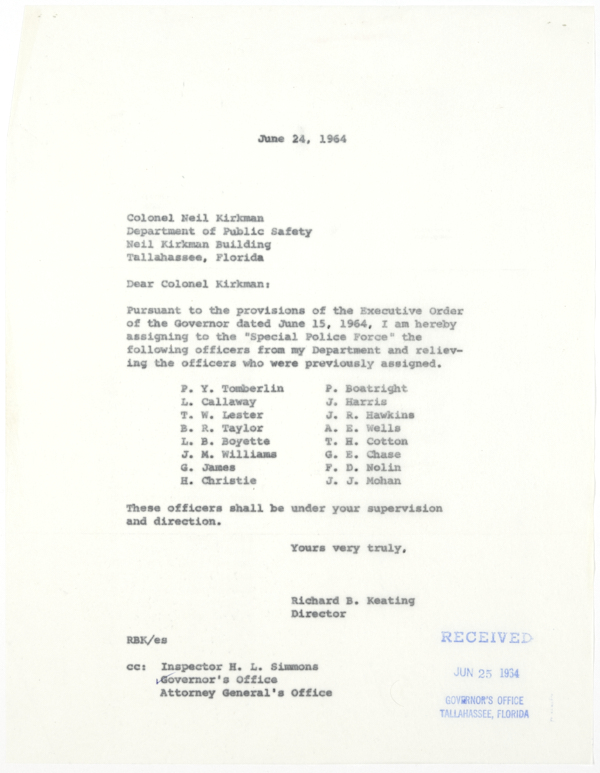 June 24, 1964
Colonel Neil Kirkman
Department of Public Safety
Neil Kirkman Building
Tallahassee, Florida
Dear Colonel Kirkman:
Pursuant to the provisions of the Executive Order
of the Governor dated June 15, 1964, I am hereby
assigning to the "Special Police Force" the
following officers from my Department and reliev-
ing the officers who were previously assigned.
P. Y. Tomberlin P. Boatright
L. Callaway J. Harris
T. W. Lester J. R. Hawkins
B. R. Taylor A. E. Wells
L. B. Boyette T. H. Cotton
J. M. Williams G. E. Chase
G. James F. D. Nolin
H. Christie J. J. Mohan
These officers shall be under your supervision
and direction.
Yours very truly,
Richard B. Keating
Director
RBK/es
cc: Inspector H. L. Simmons
Governor's Office
Attorney General's Office
RECEIVED
JUN 25 1964
GOVERNOR'S OFFICE
TALLAHASSEE, FLORIDA